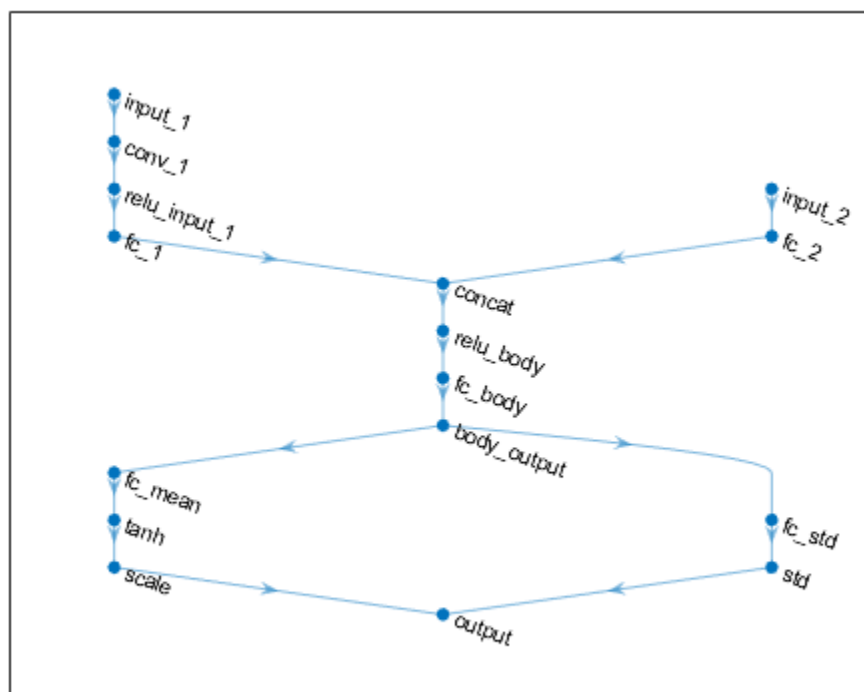 input_1
conv_1
relu_input_1
fc_1
input_2
fc_2
concat
relu_body
fc_body
body_output
fc_mean
tanh
scale
fc_std
std
output